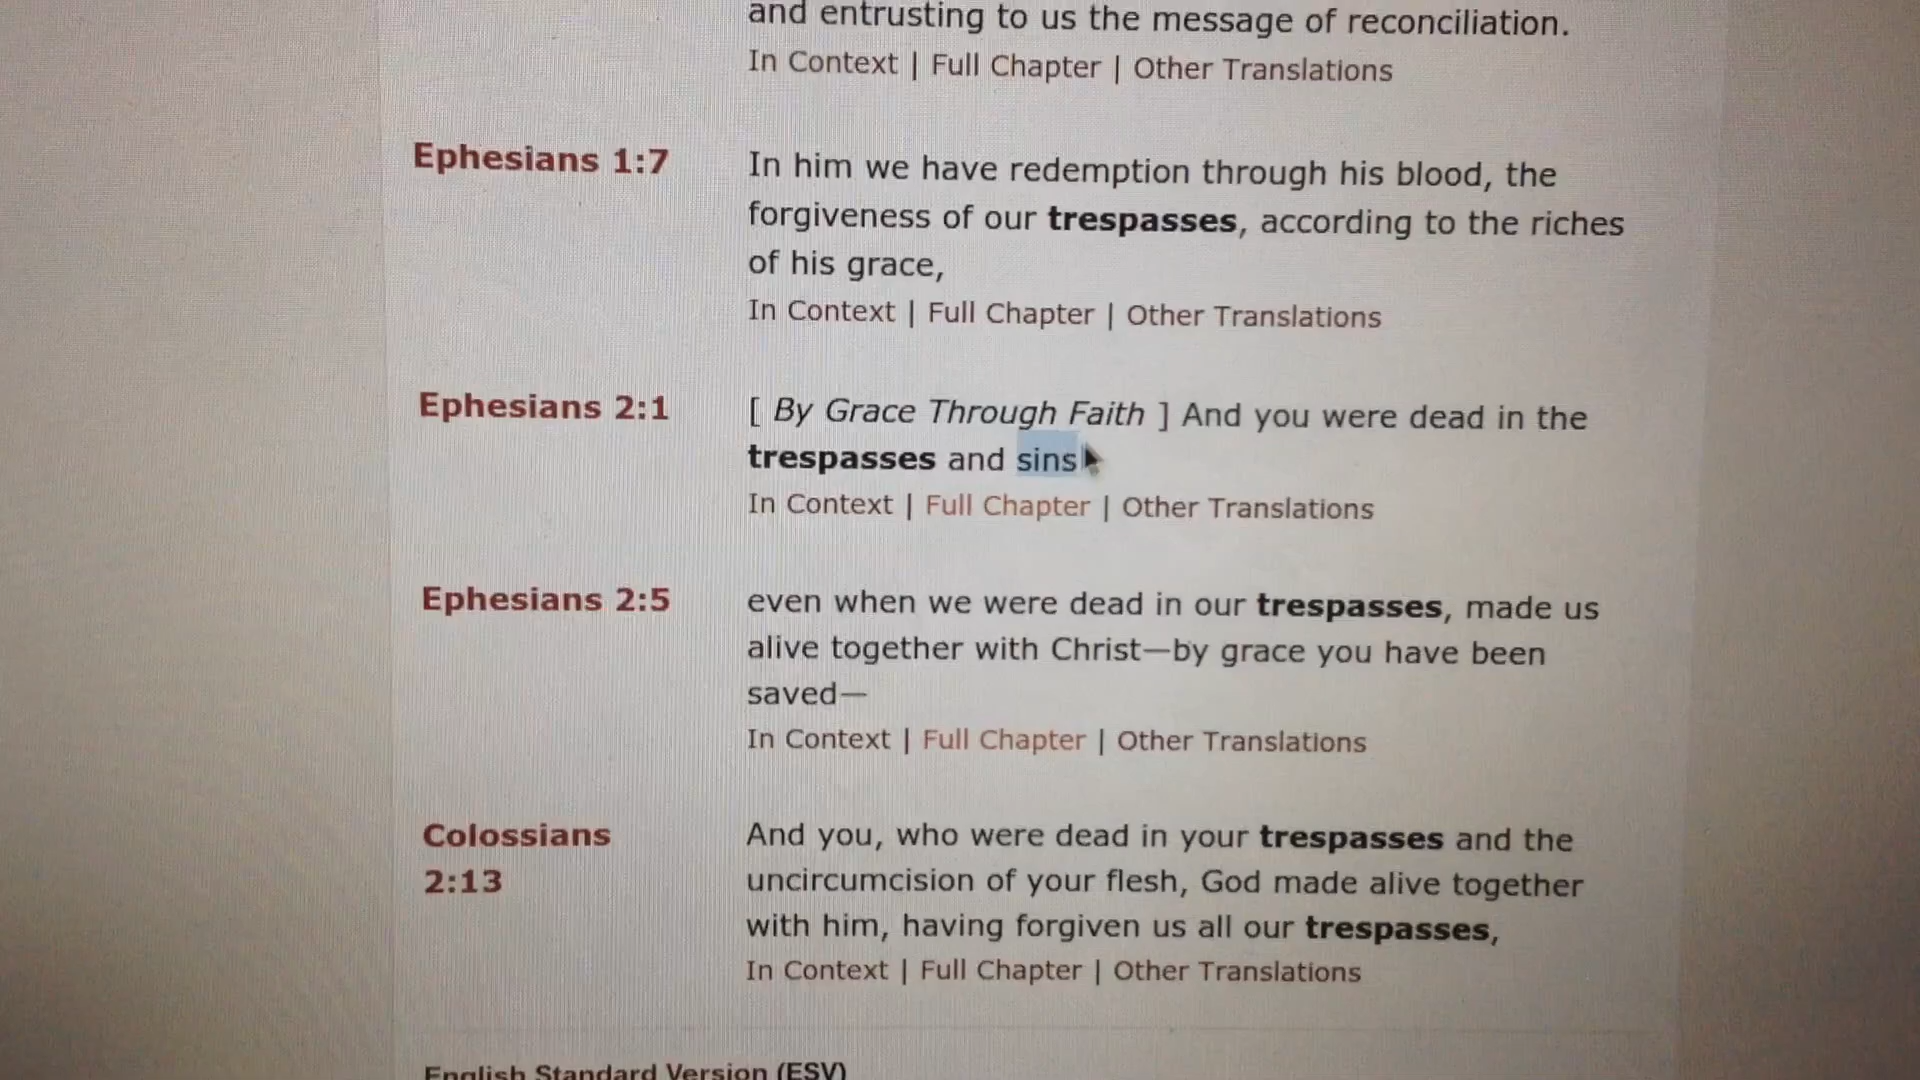 and entrusting to us the message of reconciliation.
In Context | Full Chapter | Other Translations
Ephesians 1:7
In him we have redemption through his blood, the
forgiveness of our trespasses, according to the riches
of his grace,
In Context | Full Chapter | Other Translations
Ephesians 2:1
[ By Grace Through Faith ] And you were dead in the
trespasses and sins
In Context | Full Chapter | Other Translations
Ephesians 2:5
even when we were dead in our trespasses, made us
alive together with Christ—by grace you have been
saved—
In Context | Full Chapter | Other Translations
Colossians
2:13
And you, who were dead in your trespasses and the
uncircumcision of your flesh, God made alive together
with him, having forgiven us all our trespasses,
In Context | Full Chapter | Other Translations
English Standard Version (ESV)